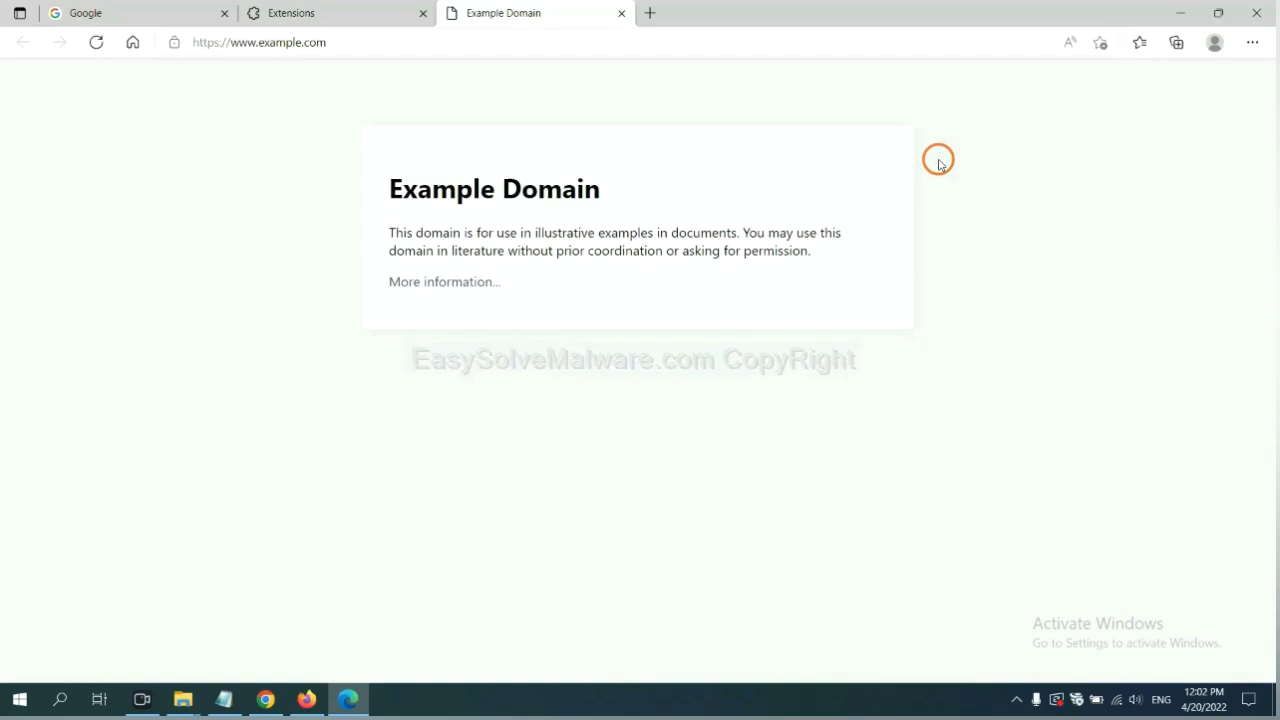 Google
Extensions
Example Domain
https://www.example.com
Example Domain
This domain is for use in illustrative examples in documents. You may use this
domain in literature without prior coordination or asking for permission.
More information...
EasySolveMalware.com CopyRight
Activate Windows
Go to Settings to activate Windows.
ENG
12:02 PM
4/20/2022